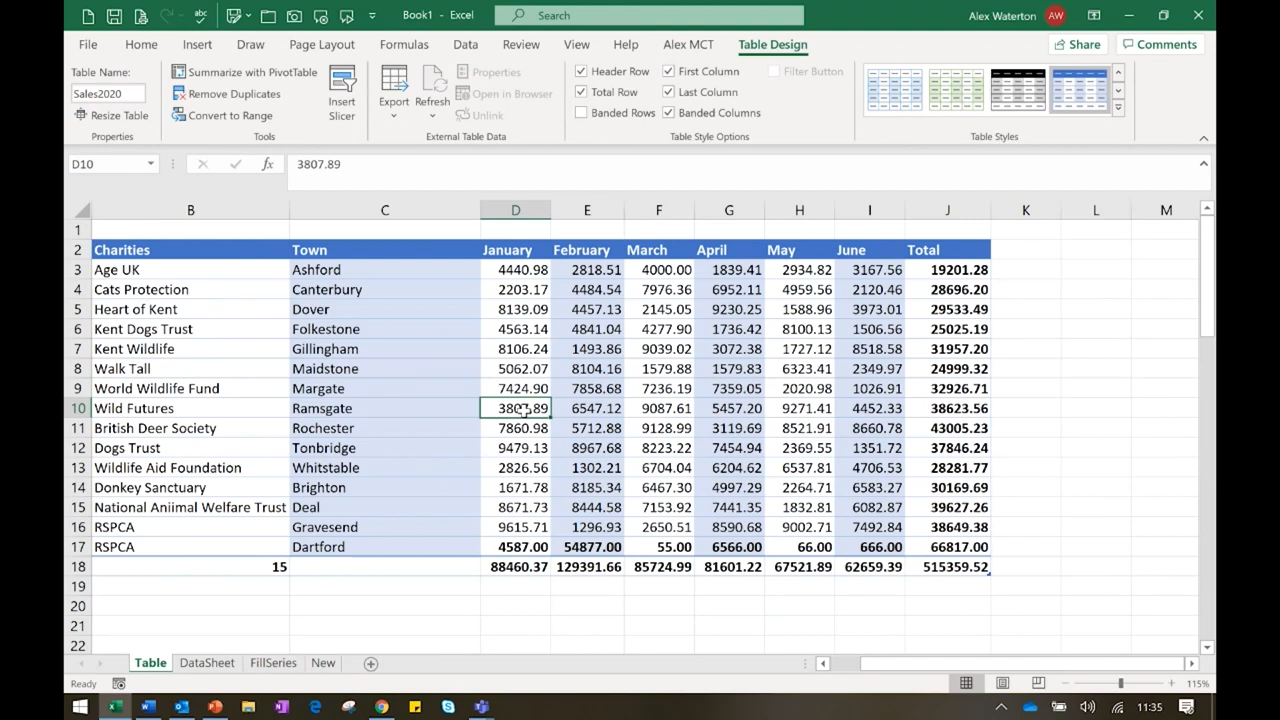 abc Book1 - Excel Search Alex Waterton AW
File Home Insert Draw Page Layout Formulas Data Review View Help Alex MCT Table Design Share Comments
Table Name:
Sales2020
Resize Table
Properties
Summarize with PivotTable
Remove Duplicates
Convert to Range
Tools
Insert
Slicer
Export
Refresh
Properties
Open in Browser
Unlink
External Table Data
Header Row First Column Filter Button
Total Row Last Column
Banded Rows Banded Columns
Table Style Options
Table Styles
D10 fx 3807.89
B C D E F G H I J K L M
1
2 Charities Town January February March April May June Total
3 Age UK Ashford 4440.98 2818.51 4000.00 1839.41 2934.82 3167.56 19201.28
4 Cats Protection Canterbury 2203.17 4484.54 7976.36 6952.11 4959.56 2120.46 28696.20
5 Heart of Kent Dover 8139.09 4457.13 2145.05 9230.25 1588.96 3973.01 29533.49
6 Kent Dogs Trust Folkestone 4563.14 4841.04 4277.90 1736.42 8100.13 1506.56 25025.19
7 Kent Wildlife Gillingham 8106.24 1493.86 9039.02 3072.38 1727.12 8518.58 31957.20
8 Walk Tall Maidstone 5062.07 8104.16 1579.88 1579.83 6323.41 2349.97 24999.32
9 World Wildlife Fund Margate 7424.90 7858.68 7236.19 7359.05 2020.98 1026.91 32926.71
10 Wild Futures Ramsgate 3807.89 6547.12 9087.61 5457.20 9271.41 4452.33 38623.56
11 British Deer Society Rochester 7860.98 5712.88 9128.99 3119.69 8521.91 8660.78 43005.23
12 Dogs Trust Tonbridge 9479.13 8967.68 8223.22 7454.94 2369.55 1351.72 37846.24
13 Wildlife Aid Foundation Whitstable 2826.56 1302.21 6704.04 6204.62 6537.81 4706.53 28281.77
14 Donkey Sanctuary Brighton 1671.78 8185.34 6467.30 4997.29 2264.71 6583.27 30169.69
15 National Aniimal Welfare Trust Deal 8671.73 8444.58 7153.92 7441.35 1832.81 6082.87 39627.26
16 RSPCA Gravesend 9615.71 1296.93 2650.51 8590.68 9002.71 7492.84 38649.38
17 RSPCA Dartford 4587.00 54877.00 55.00 6566.00 66.00 666.00 66817.00
18 15 88460.37 129391.66 85724.99 81601.22 67521.89 62659.39 515359.52
19
20
21
22
Table DataSheet FillSeries New
Ready 115%
11:35